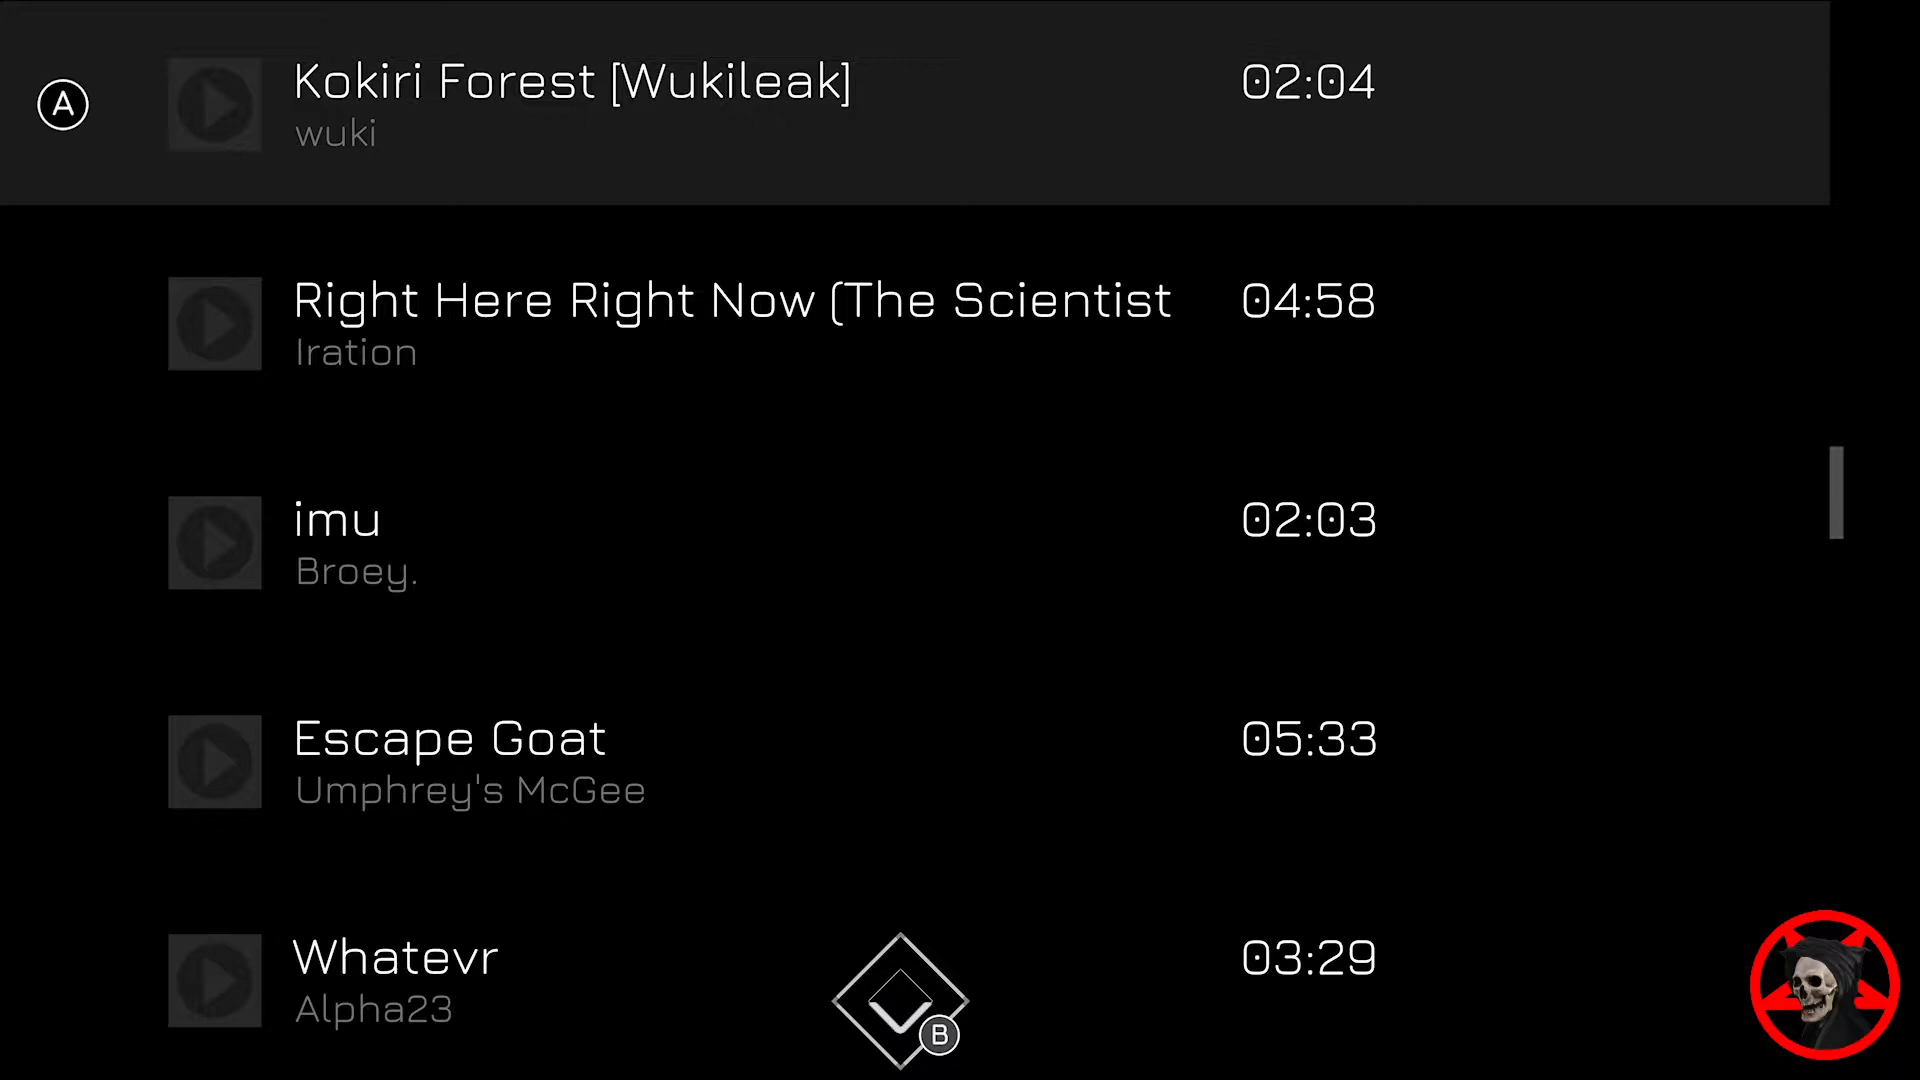 A
Kokiri Forest [Wukileak]
02:04
wuki
Right Here Right Now (The Scientist
04:58
Iration
imu
02:03
Broey.
Escape Goat
05:33
Umphrey's McGee
Whatevr
03:29
Alpha23
B